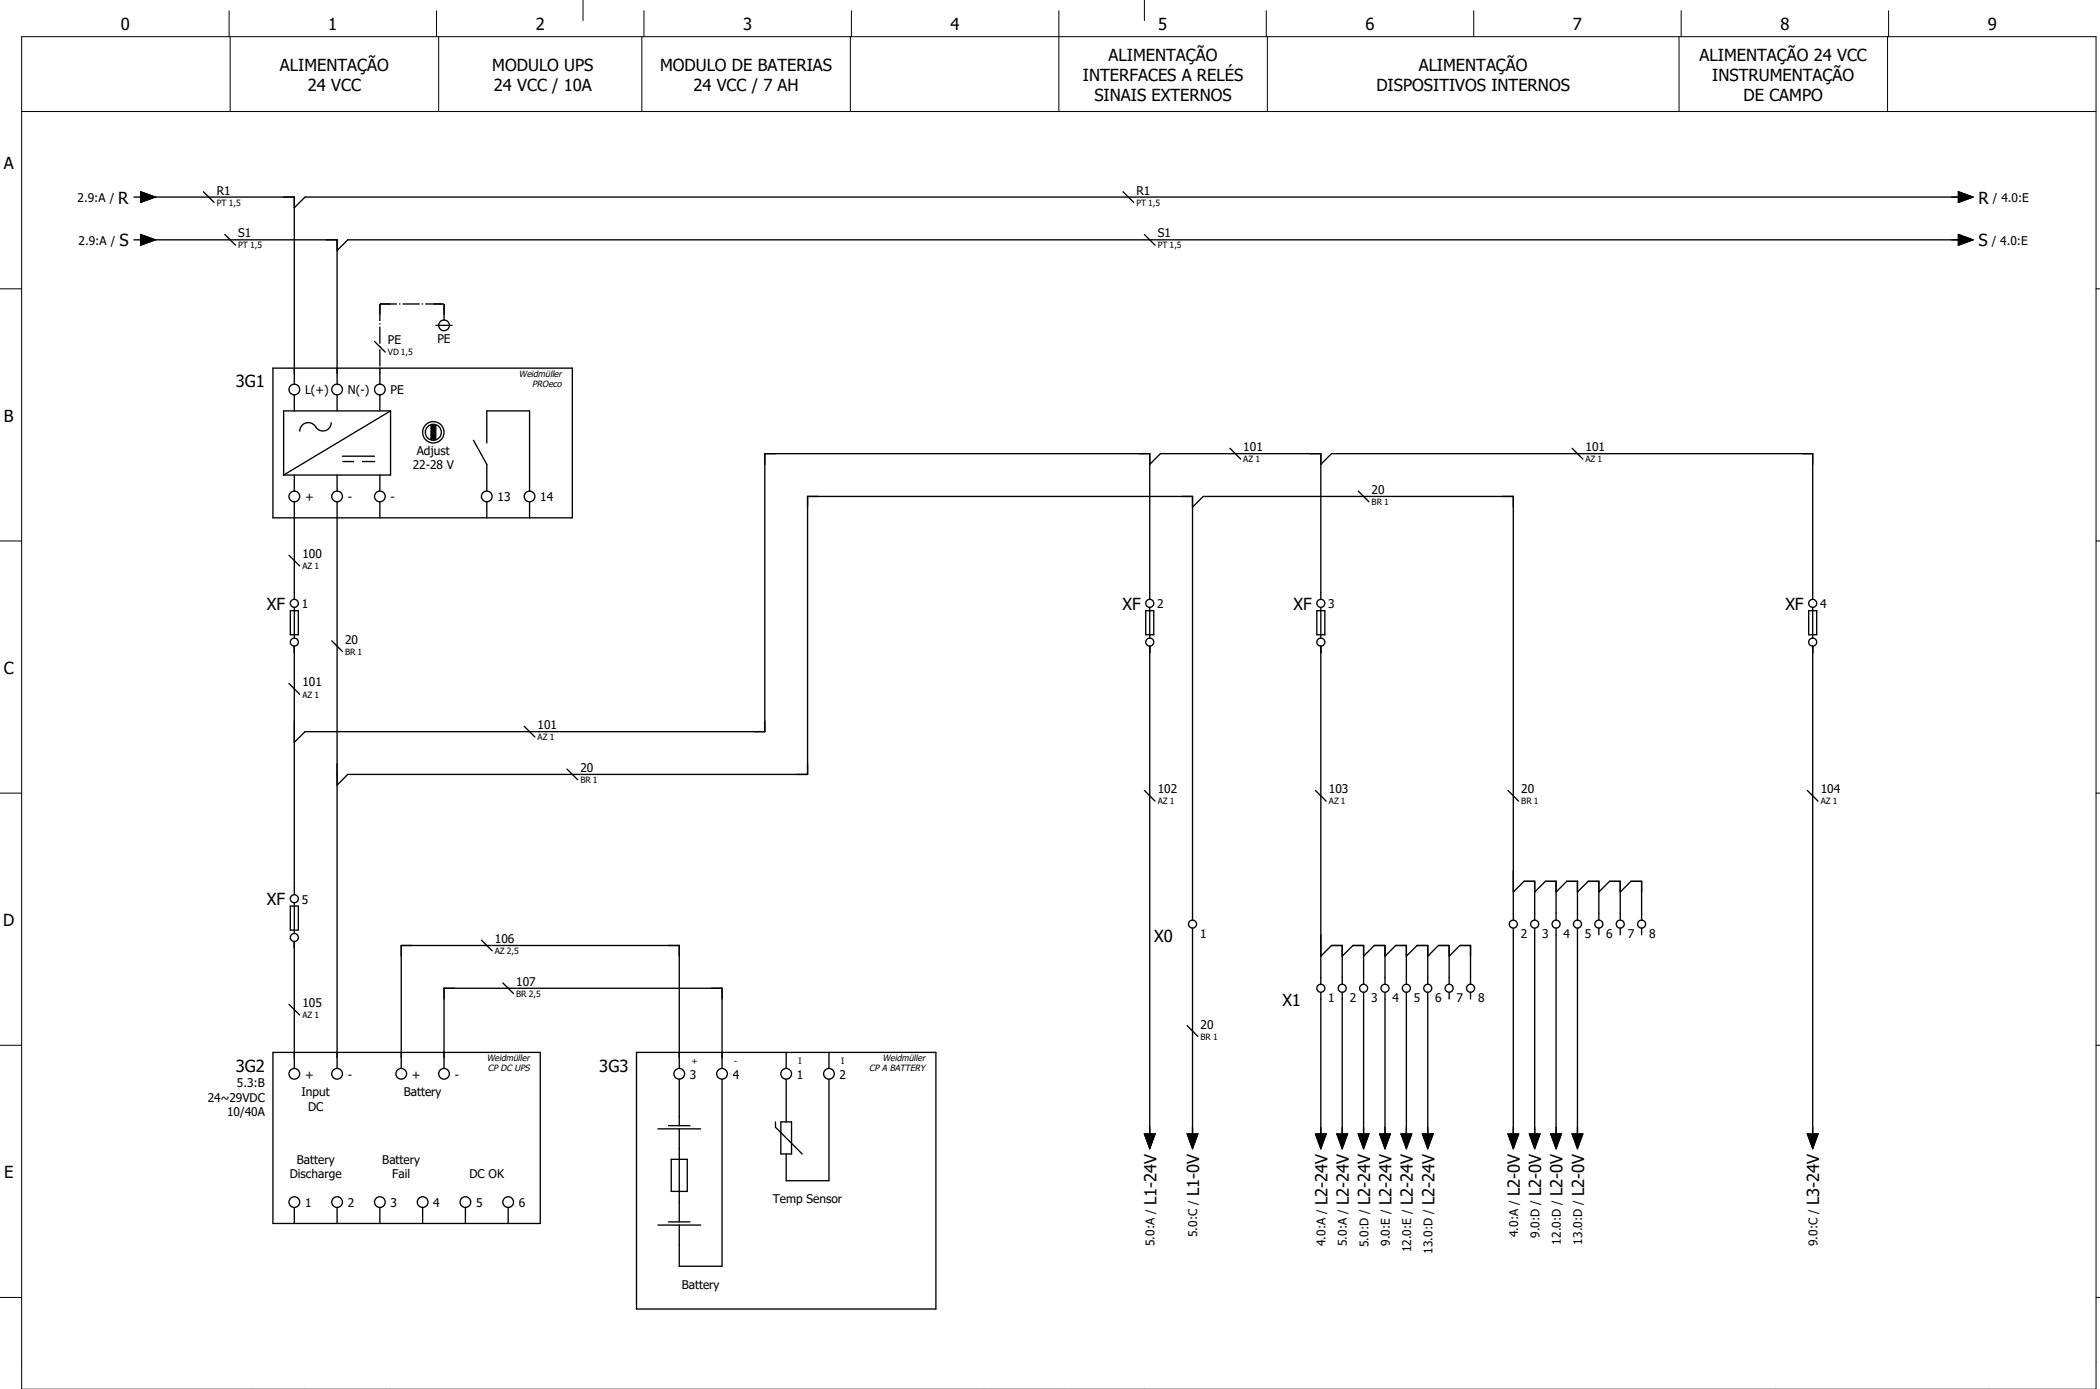 0 1 2 3 4 5 6 7 8 9
ALIMENTAÇÃO
24 VCC
MODULO UPS
24 VCC / 10A
MODULO DE BATERIAS
24 VCC / 7 AH
ALIMENTAÇÃO
INTERFACES A RELÉS
SINAIS EXTERNOS
ALIMENTAÇÃO
DISPOSITIVOS INTERNOS
ALIMENTAÇÃO 24 VCC
INSTRUMENTAÇÃO
DE CAMPO
A
2.9:A / R
R1
PT 1,5
R1
PT 1,5
R / 4.0:E
2.9:A / S
S1
PT 1,5
S1
PT 1,5
S / 4.0:E
PE
VD 1,5
PE
B
3G1
L(+) N(-) PE
Weidmüller
PROeco
Adjust
22-28 V
+ - - 13 14
101
AZ 1
101
AZ 1
20
BR 1
100
AZ 1
C
XF 1
XF 2
XF 3
XF 4
20
BR 1
101
AZ 1
101
AZ 1
20
BR 1
102
AZ 1
103
AZ 1
20
BR 1
104
AZ 1
D
XF 5
106
AZ 2,5
107
BR 2,5
105
AZ 1
X0 1
2 3 4 5 6 7 8
X1 1 2 3 4 5 6 7 8
20
BR 1
E
3G2
5.3:B
24~29VDC
10/40A
+ - + -
Input
DC
Battery
Weidmüller
CP DC UPS
Battery
Discharge
Battery
Fail
DC OK
1 2 3 4 5 6
3G3
+ - I I
3 4 1 2
Weidmüller
CP A BATTERY
Temp Sensor
Battery
5.0:A / L1-24V
5.0:C / L1-0V
4.0:A / L2-24V
5.0:A / L2-24V
5.0:D / L2-24V
9.0:E / L2-24V
12.0:E / L2-24V
13.0:D / L2-24V
4.0:A / L2-0V
9.0:D / L2-0V
12.0:D / L2-0V
13.0:D / L2-0V
9.0:C / L3-24V